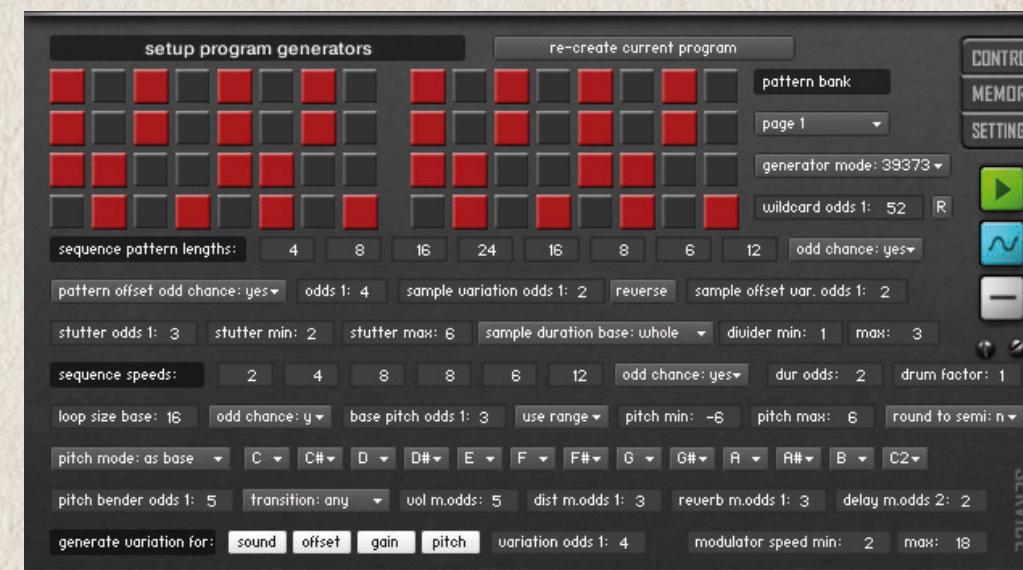 setup program generators re-create current program
CONTRO
pattern bank
MEMOR
page 1
SETTING
generator mode: 39373
wildcard odds 1: 52 R
sequence pattern lengths: 4 8 16 24 16 8 6 12 odd chance: yes
pattern offset odd chance: yes odds 1: 4 sample variation odds 1: 2 reverse sample offset var. odds 1: 2
stutter odds 1: 3 stutter min: 2 stutter max: 6 sample duration base: whole divider min: 1 max: 3
sequence speeds: 2 4 8 8 6 12 odd chance: yes dur odds: 2 drum factor: 1
loop size base: 16 odd chance: y base pitch odds 1: 3 use range pitch min: -6 pitch max: 6 round to semi: n
pitch mode: as base C C# D D# E F F# G G# A A# B C2
pitch bender odds 1: 5 transition: any vol m.odds: 5 dist m.odds 1: 3 reverb m.odds 1: 3 delay m.odds 2: 2
generate variation for: sound offset gain pitch variation odds 1: 4 modulator speed min: 2 max: 18
SERVICE